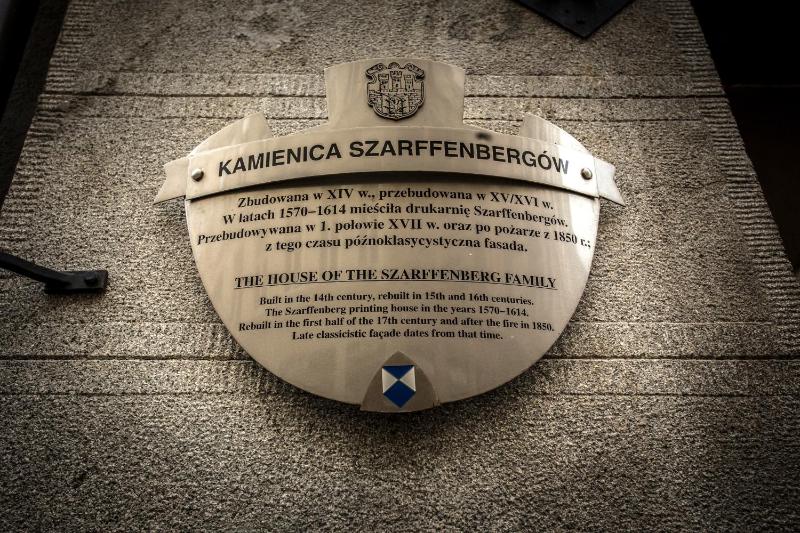 KAMIENICA SZARFFENBERGÓW
Zbudowana w XIV w., przebudowana w XV/XVI w.
W latach 1570–1614 mieściła drukarnię Szarffenbergów.
Przebudowywana w 1. połowie XVII w. oraz po pożarze z 1850 r.;
z tego czasu późnoklasycystyczna fasada.
THE HOUSE OF THE SZARFFENBERG FAMILY
Built in the 14th century, rebuilt in 15th and 16th centuries.
The Szarffenberg printing house in the years 1570–1614.
Rebuilt in the first half of the 17th century and after the fire in 1850.
Late classicistic façade dates from that time.